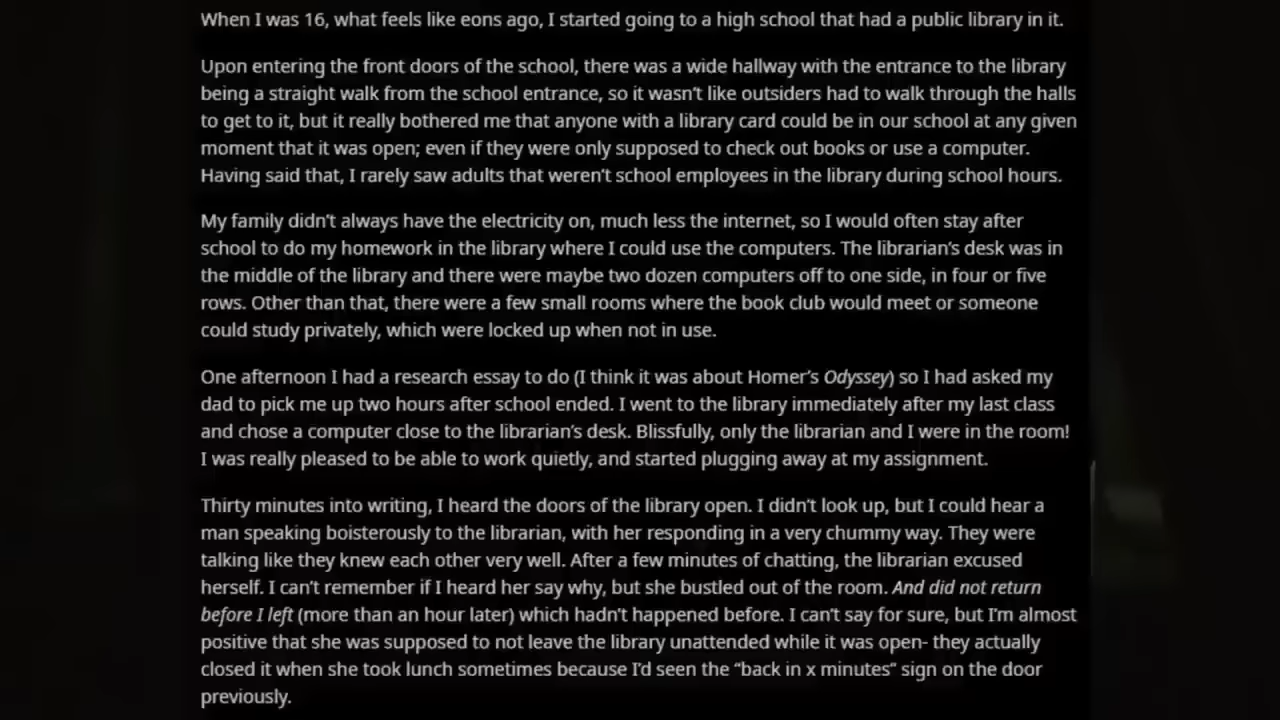 When I was 16, what feels like eons ago, I started going to a high school that had a public library in it.
Upon entering the front doors of the school, there was a wide hallway with the entrance to the library
being a straight walk from the school entrance, so it wasn't like outsiders had to walk through the halls
to get to it, but it really bothered me that anyone with a library card could be in our school at any given
moment that it was open; even if they were only supposed to check out books or use a computer.
Having said that, I rarely saw adults that weren't school employees in the library during school hours.
My family didn't always have the electricity on, much less the internet, so I would often stay after
school to do my homework in the library where I could use the computers. The librarian's desk was in
the middle of the library and there were maybe two dozen computers off to one side, in four or five
rows. Other than that, there were a few small rooms where the book club would meet or someone
could study privately, which were locked up when not in use.
One afternoon I had a research essay to do (I think it was about Homer's Odyssey) so I had asked my
dad to pick me up two hours after school ended. I went to the library immediately after my last class
and chose a computer close to the librarian's desk. Blissfully, only the librarian and I were in the room!
I was really pleased to be able to work quietly, and started plugging away at my assignment.
Thirty minutes into writing, I heard the doors of the library open. I didn't look up, but I could hear a
man speaking boisterously to the librarian, with her responding in a very chummy way. They were
talking like they knew each other very well. After a few minutes of chatting, the librarian excused
herself. I can't remember if I heard her say why, but she bustled out of the room. And did not return
before I left (more than an hour later) which hadn't happened before. I can't say for sure, but I'm almost
positive that she was supposed to not leave the library unattended while it was open- they actually
closed it when she took lunch sometimes because I'd seen the “back in x minutes“ sign on the door
previously.